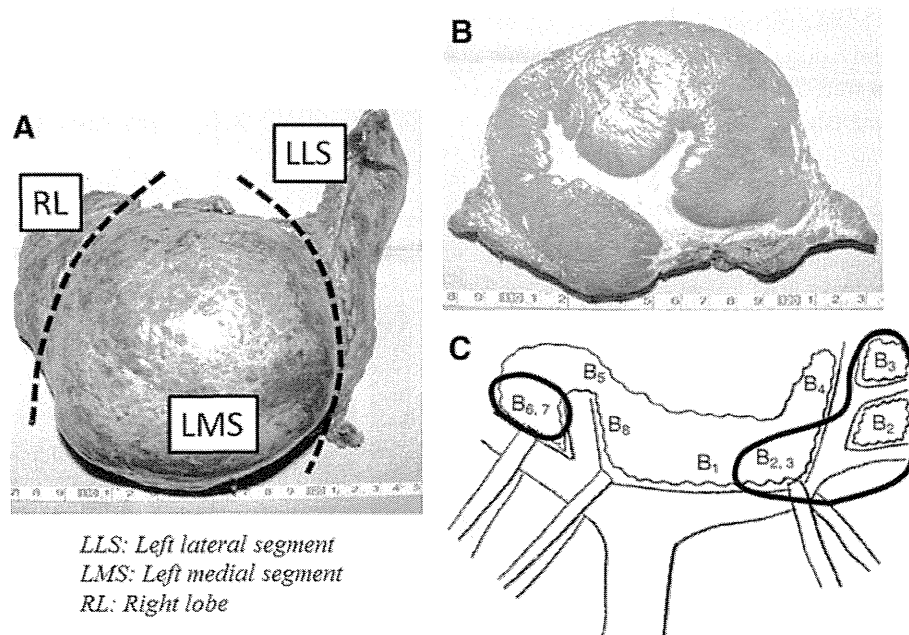 A
RL
LLS
LMS
LLS: Left lateral segment
LMS: Left medial segment
RL: Right lobe
B
C
B5
B6, 7
B8
B1
B2, 3
B4
B3
B2